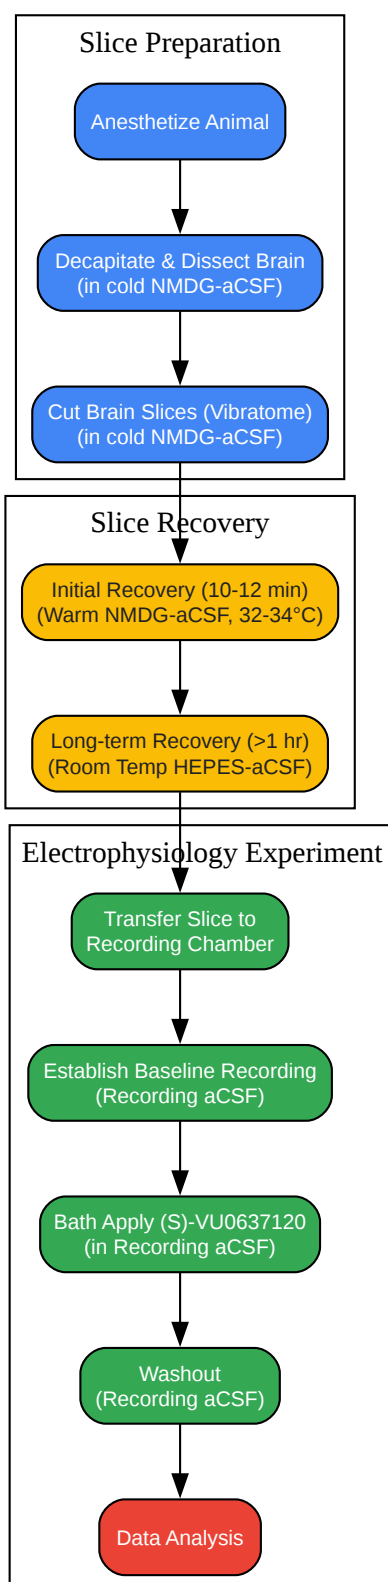 Slice Preparation
Anesthetize Animal
Decapitate & Dissect Brain
(in cold NMDG-aCSF)
Cut Brain Slices (Vibratome)
(in cold NMDG-aCSF)
Slice Recovery
Initial Recovery (10-12 min)
(Warm NMDG-aCSF, 32-34°C)
Long-term Recovery (>1 hr)
(Room Temp HEPES-aCSF)
Electrophysiology Experiment
Transfer Slice to
Recording Chamber
Establish Baseline Recording
(Recording aCSF)
Bath Apply (S)-VU0637120
(in Recording aCSF)
Washout
(Recording aCSF)
Data Analysis